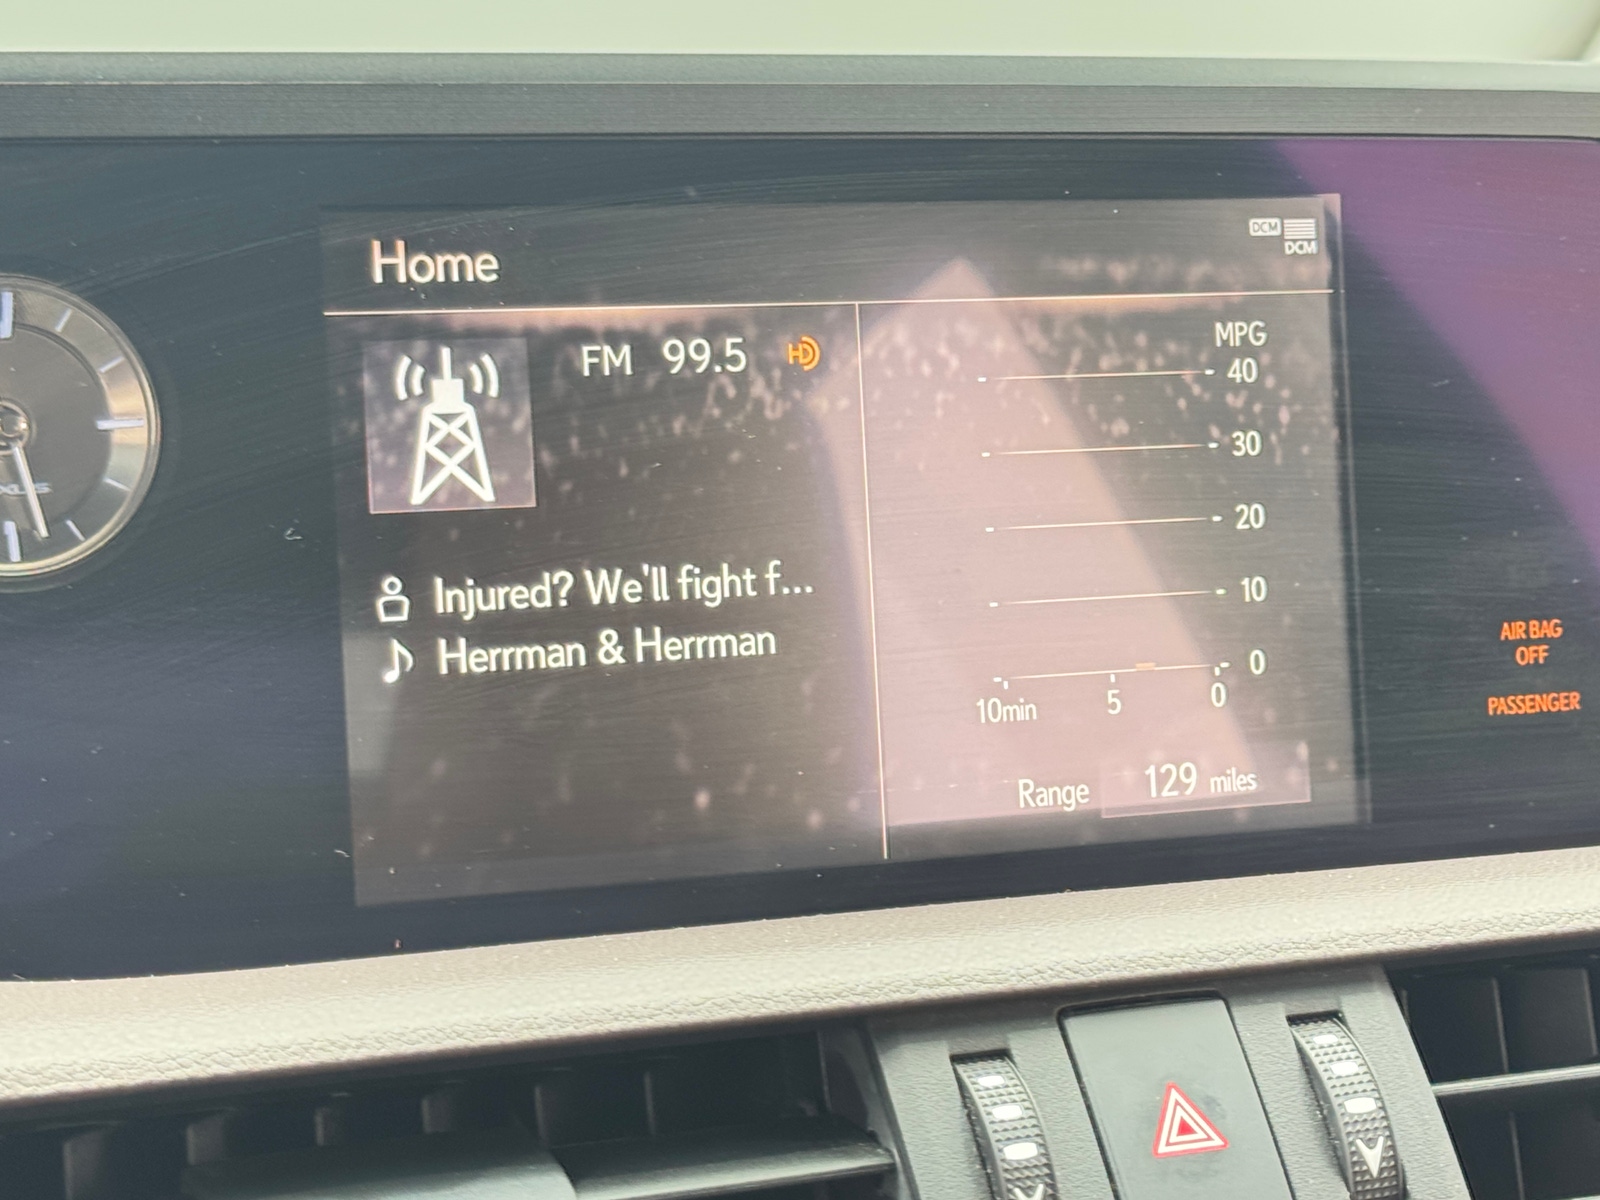 Home
DCM
DCM
FM 99.5 HD
Injured? We'll fight f...
Herrman & Herrman
MPG
40
30
20
10
0
10min 5 0
Range 129 miles
AIR BAG
OFF
PASSENGER